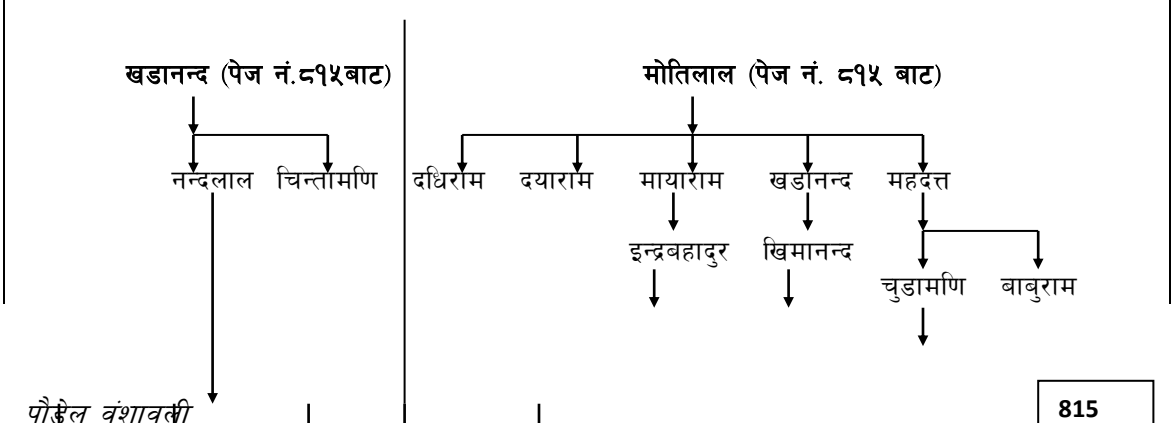 खडानन्द (पेज नं.८१५बाट) मोतिलाल (पेज नं. ८१५ बाट)
नन्दलाल चिन्तामणि दधिराम दयाराम मायाराम खडानन्द महदत्त
इन्द्रबहादुर खिमानन्द
चुडामणि बाबुराम
पौडेल वंशावली 815